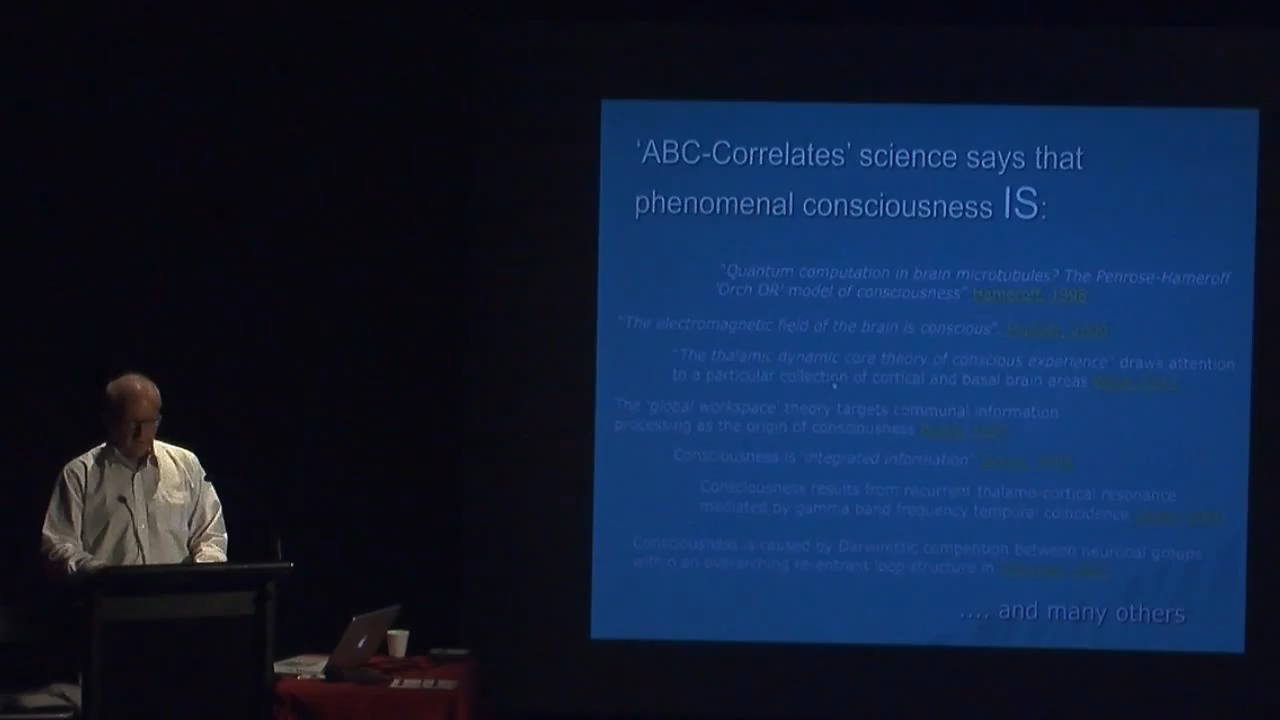 ‘ABC-Correlates’ science says that
phenomenal consciousness IS:
“Quantum computation in brain microtubules? The Penrose-Hameroff
'Orch OR' model of consciousness” Hameroff, 1998
“The electromagnetic field of the brain is conscious”.
“The thalamic dynamic core theory of conscious experience” draws attention
to a particular collection of cortical and basal brain areas
The 'global workspace' theory targets communal information
processing as the origin of consciousness
Consciousness is 'integrated information'
Consciousness results from recurrent thalamo-cortical resonance
mediated by gamma band frequency temporal coincidence
Consciousness is caused by Darwinistic competition between neuronal groups
within an overarching re-entrant loop structure in
.... and many others